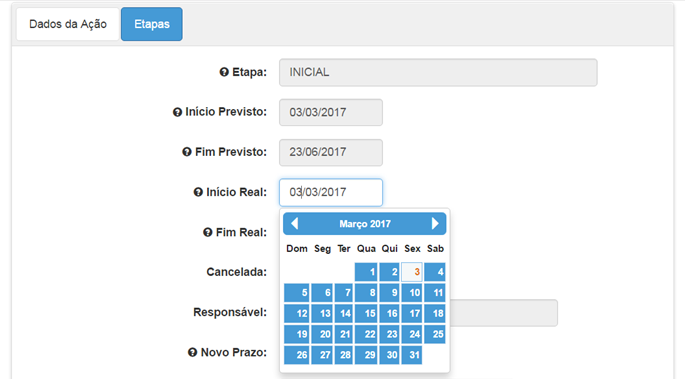 Dados da Ação Etapas
Etapa: INICIAL
Início Previsto: 03/03/2017
Fim Previsto: 23/06/2017
Início Real: 03/03/2017
Fim Real:
Cancelada:
Responsável:
Novo Prazo:
Março 2017
Dom Seg Ter Qua Qui Sex Sab
1 2 3 4
5 6 7 8 9 10 11
12 13 14 15 16 17 18
19 20 21 22 23 24 25
26 27 28 29 30 31